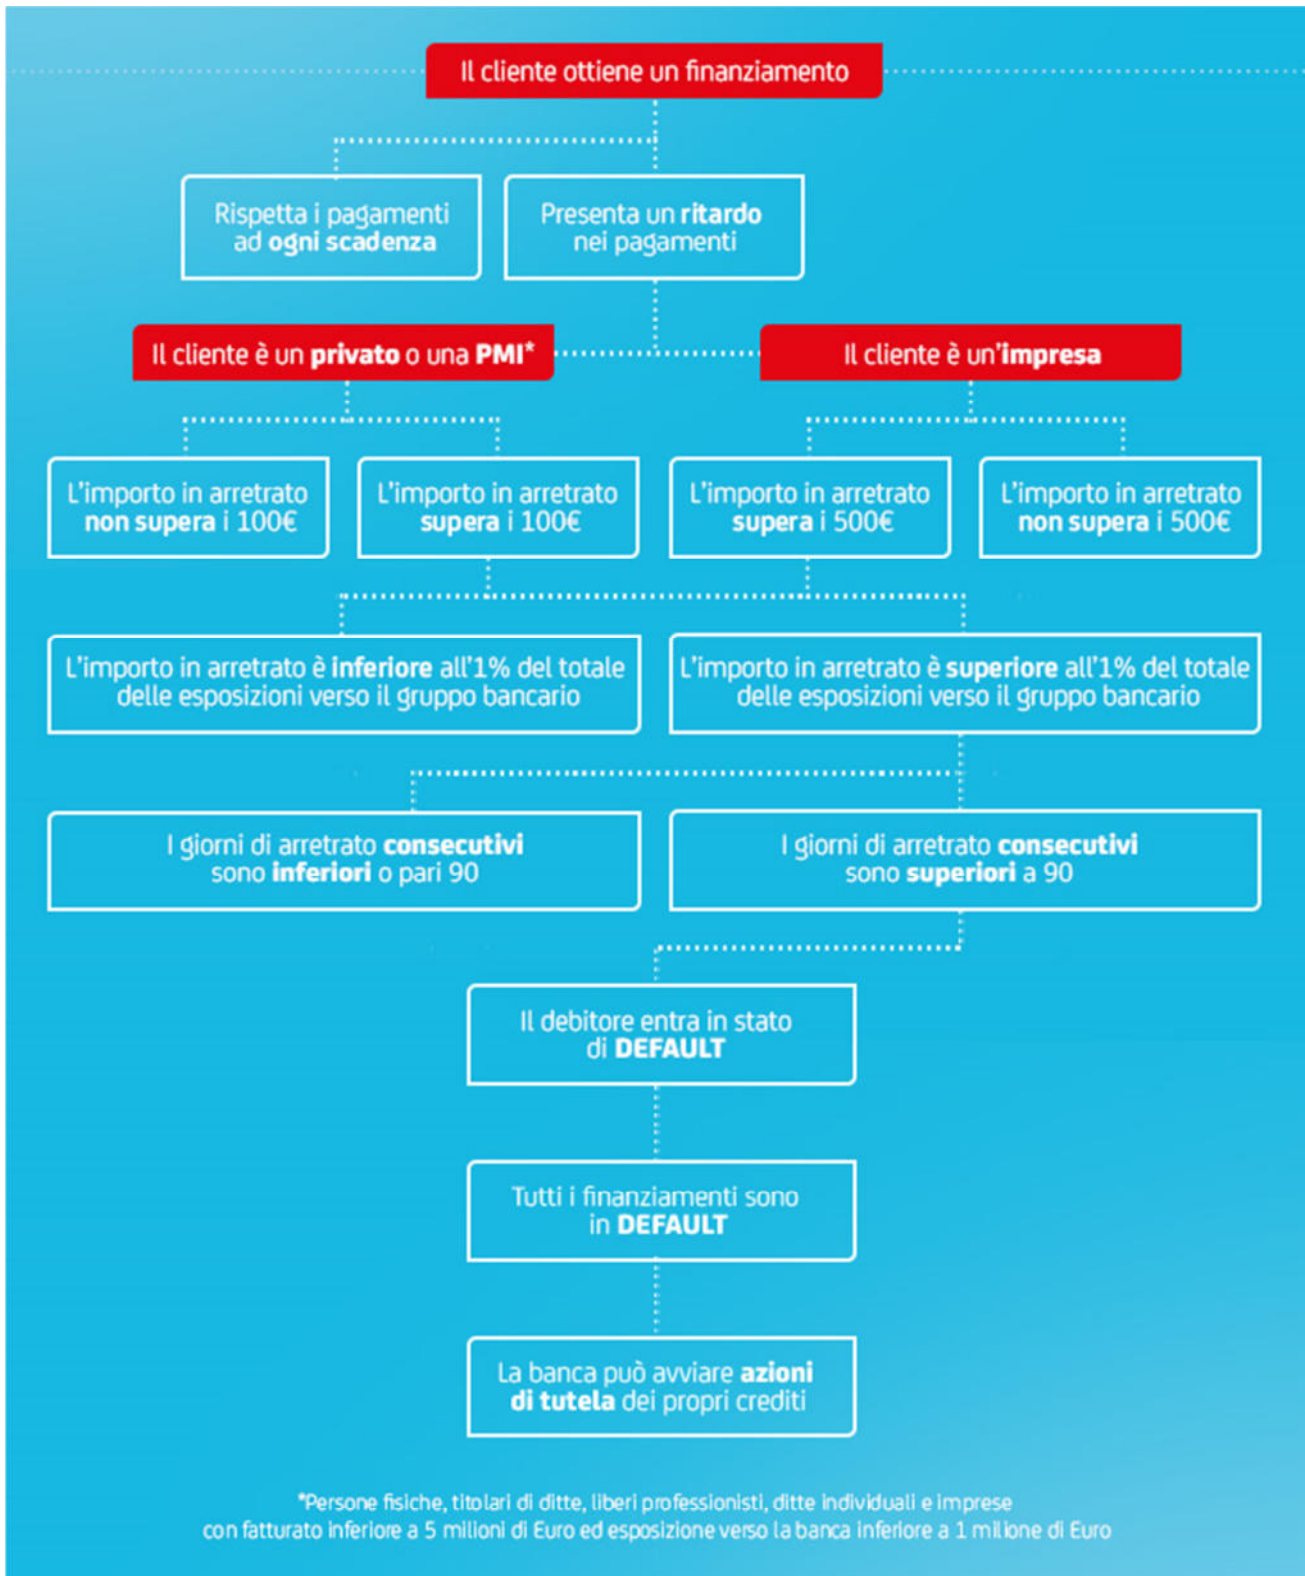 Il cliente ottiene un finanziamento
Rispetta i pagamenti
ad ogni scadenza
Presenta un ritardo
nei pagamenti
Il cliente è un privato o una PMI*
Il cliente è un'impresa
L'importo in arretrato
non supera i 100€
L'importo in arretrato
supera i 100€
L'importo in arretrato
supera i 500€
L'importo in arretrato
non supera i 500€
L'importo in arretrato è inferiore all'1% del totale
delle esposizioni verso il gruppo bancario
L'importo in arretrato è superiore all'1% del totale
delle esposizioni verso il gruppo bancario
I giorni di arretrato consecutivi
sono inferiori o pari 90
I giorni di arretrato consecutivi
sono superiori a 90
Il debitore entra in stato
di DEFAULT
Tutti i finanziamenti sono
in DEFAULT
La banca può avviare azioni
di tutela dei propri crediti
*Persone fisiche, titolari di ditte, liberi professionisti, ditte individuali e imprese
con fatturato inferiore a 5 milioni di Euro ed esposizione verso la banca inferiore a 1 milione di Euro